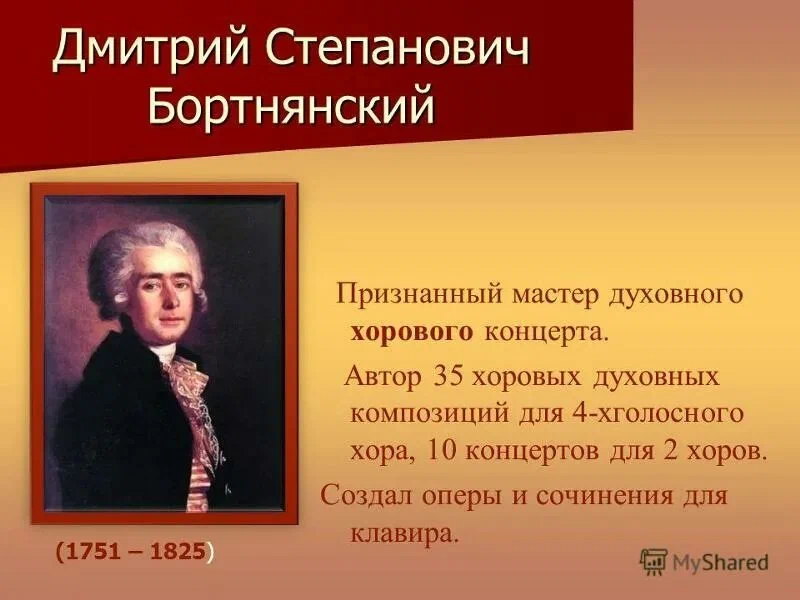 Дмитрий Степанович
Бортнянский
Признанный мастер духовного
хорового концерта.
Автор 35 хоровых духовных
композиций для 4-хголосного
хора, 10 концертов для 2 хоров.
Создал оперы и сочинения для
клавира.
(1751 – 1825)
MyShared